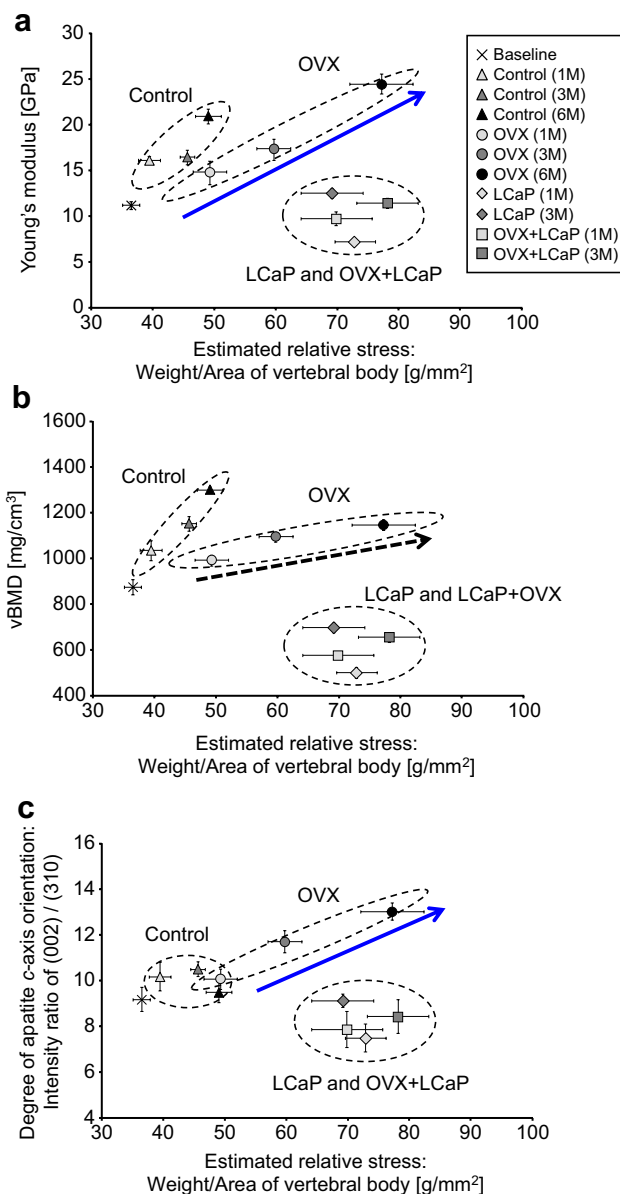 a
30
25
20
15
10
5
0
Young's modulus [GPa]
Control
OVX
LCaP and OVX+LCaP
Baseline
Control (1M)
Control (3M)
Control (6M)
OVX (1M)
OVX (3M)
OVX (6M)
LCaP (1M)
LCaP (3M)
OVX+LCaP (1M)
OVX+LCaP (3M)
30 40 50 60 70 80 90 100
Estimated relative stress:
Weight/Area of vertebral body [g/mm²]
b
1600
1400
1200
1000
800
600
400
vBMD [mg/cm³]
Control
OVX
LCaP and LCaP+OVX
30 40 50 60 70 80 90 100
Estimated relative stress:
Weight/Area of vertebral body [g/mm²]
c
16
14
12
10
8
6
4
Degree of apatite c-axis orientation:
Intensity ratio of (002) / (310)
OVX
Control
LCaP and OVX+LCaP
30 40 50 60 70 80 90 100
Estimated relative stress:
Weight/Area of vertebral body [g/mm²]